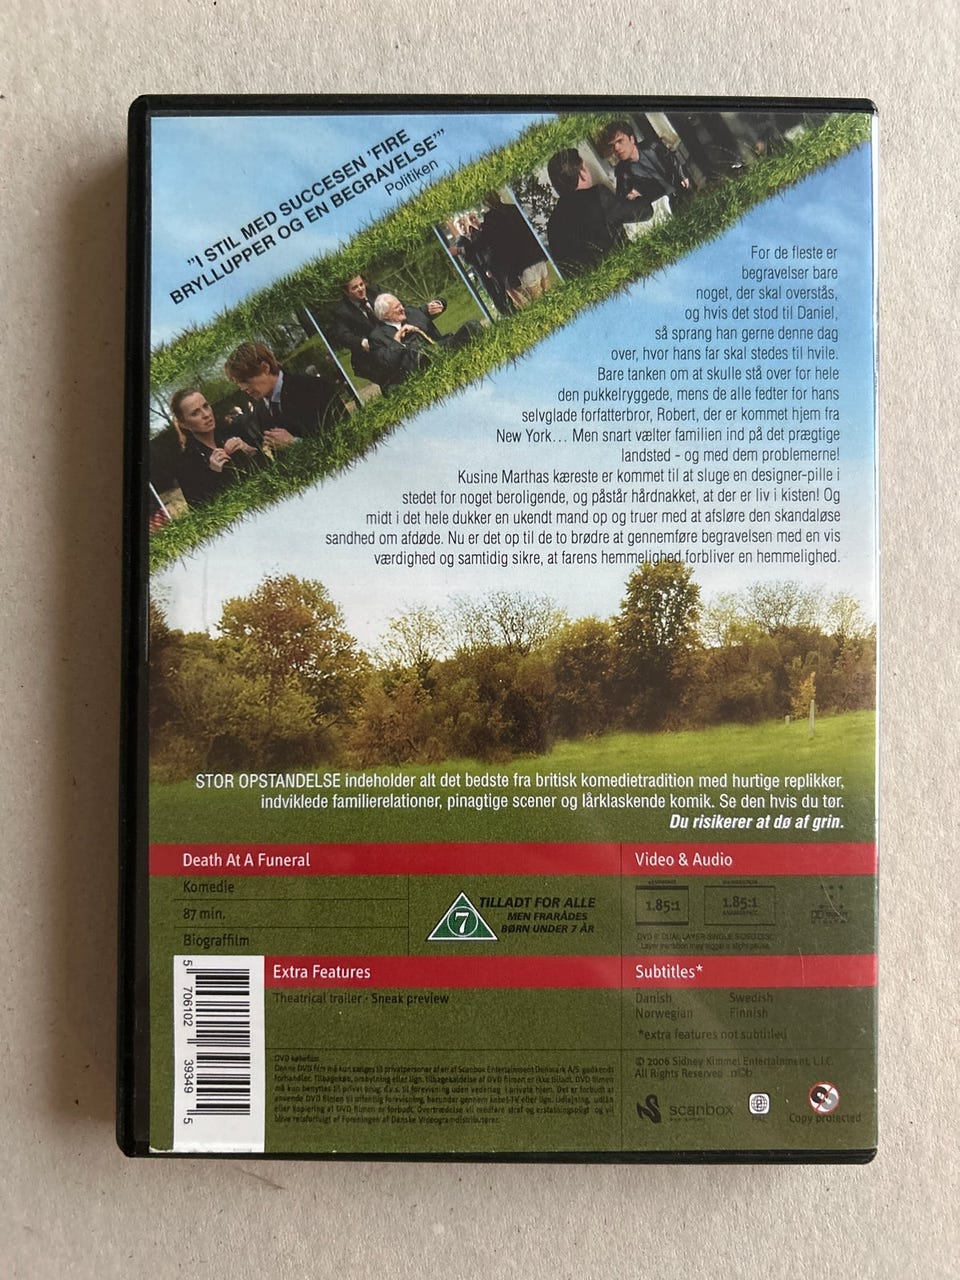 "I STIL MED SUCCESEN 'FIRE
BRYLLUPPER OG EN BEGRAVELSE"
Politiken
For de fleste er
begravelser bare
noget, der skal overstås,
og hvis det stod til Daniel,
så sprang han gerne denne dag
over, hvor hans far skal stedes til hvile.
Bare tanken om at skulle stå over for hele
den pukkelryggede, mens de alle fedter for hans
selvglade forfatterbror, Robert, der er kommet hjem fra
New York... Men snart vælter familien ind på det prægtige
landsted - og med dem problemerne!
Kusine Marthas kæreste er kommet til at sluge en designer-pille i
stedet for noget beroligende, og påstår hårdnakket, at der er liv i kisten! Og
midt i det hele dukker en ukendt mand op og truer med at afsløre den skandaløse
sandhed om afdøde. Nu er det op til de to brødre at gennemføre begravelsen med en vis
værdighed og samtidig sikre, at farens hemmelighed forbliver en hemmelighed.
STOR OPSTANDELSE indeholder alt det bedste fra britisk komedietradition med hurtige replikker,
indviklede familierelationer, pinagtige scener og lårklaskende komik. Se den hvis du tør.
Du risikerer at dø af grin.
Death At A Funeral
Komedie
87 min.
Biograffilm
7
TILLADT FOR ALLE
MEN FRARÅDES
BØRN UNDER 7 ÅR
Video & Audio
1.85:1
1.85:1
Layer transition may trigger a slight pause.
Extra Features
Theatrical trailer · Sneak preview
Subtitles*
Danish Swedish
Norwegian Finnish
*extra features not subtitled
5 706102 39349 5
DVD købefilm
© 2006 Sidney Kimmel Entertainment, LLC.
All Rights Reserved
scanbox
PAL
Copy protected